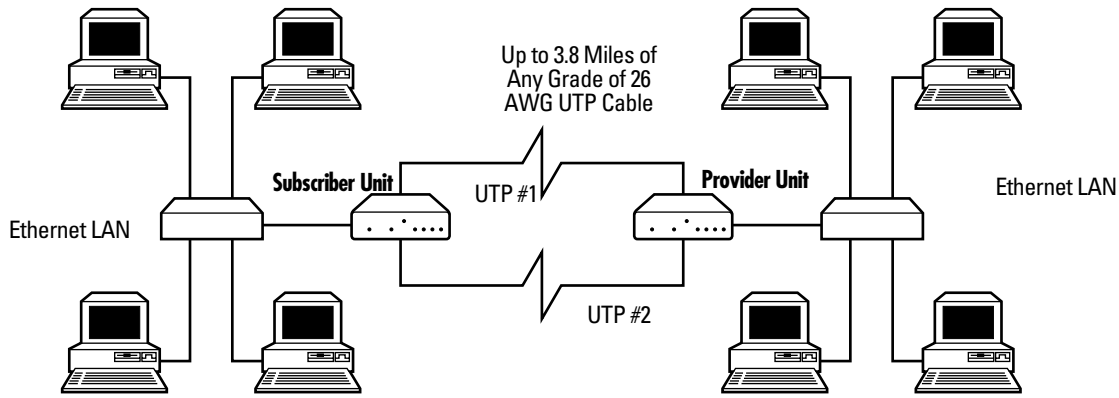 Up to 3.8 Miles of
Any Grade of 26
AWG UTP Cable
Subscriber Unit
UTP #1
Provider Unit
Ethernet LAN
Ethernet LAN
UTP #2